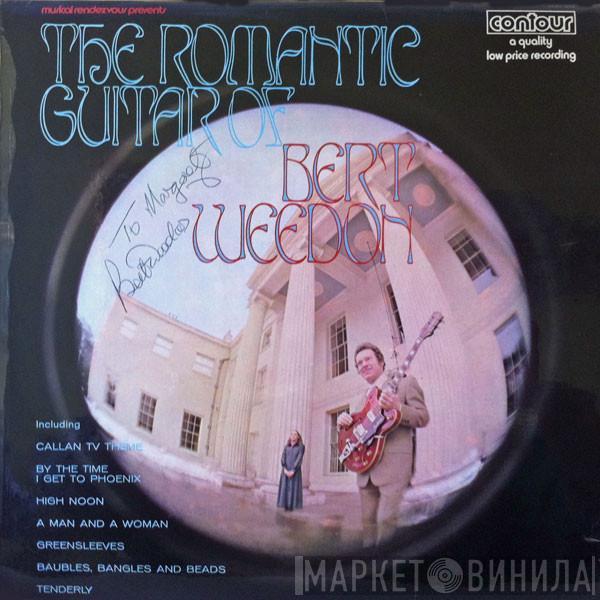 musical rendezvous presents
THE ROMANTIC
GUITAR OF
BERT
WEEDON
contour
a quality
low price recording
To Margaret
Bert Weedon
Including
CALLAN TV THEME
BY THE TIME
I GET TO PHOENIX
HIGH NOON
A MAN AND A WOMAN
GREENSLEEVES
BAUBLES, BANGLES AND BEADS
TENDERLY
МАРКЕТ ВИНИЛА